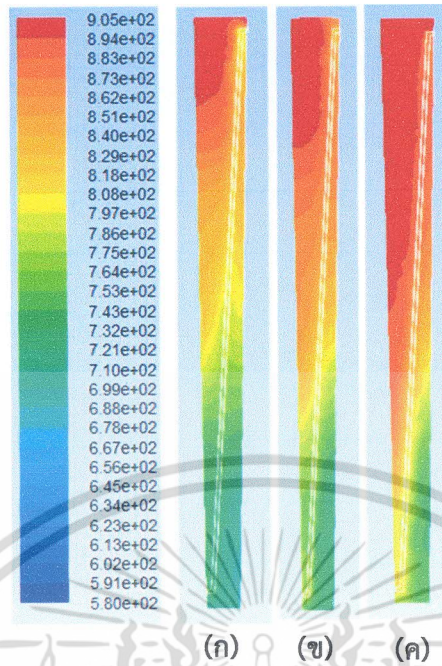 9.05e+02
8.94e+02
8.83e+02
8.73e+02
8.62e+02
8.51e+02
8.40e+02
8.29e+02
8.18e+02
8.08e+02
7.97e+02
7.86e+02
7.75e+02
7.64e+02
7.53e+02
7.43e+02
7.32e+02
7.21e+02
7.10e+02
6.99e+02
6.88e+02
6.78e+02
6.67e+02
6.56e+02
6.45e+02
6.34e+02
6.23e+02
6.13e+02
6.02e+02
5.91e+02
5.80e+02
(ก) (ข) (ค)